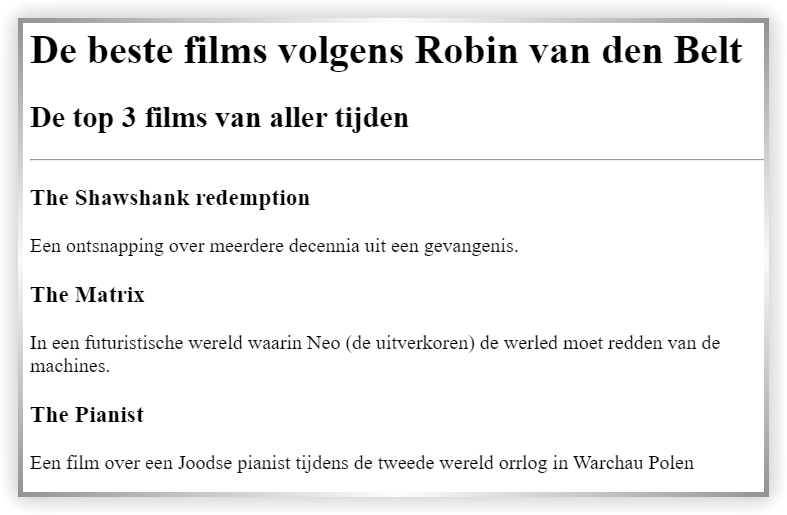 De beste films volgens Robin van den Belt
De top 3 films van aller tijden
The Shawshank redemption
Een ontsnapping over meerdere decennia uit een gevangenis.
The Matrix
In een futuristische wereld waarin Neo (de uitverkoren) de werled moet redden van de
machines.
The Pianist
Een film over een Joodse pianist tijdens de tweede wereld orrlog in Warchau Polen